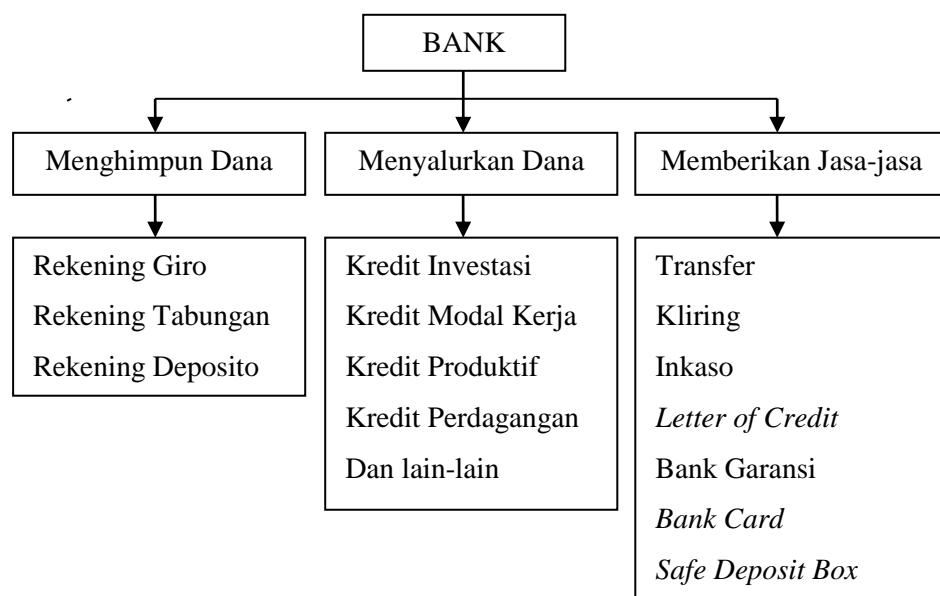 BANK
Menghimpun Dana
Menyalurkan Dana
Memberikan Jasa-jasa
Rekening Giro
Rekening Tabungan
Rekening Deposito
Kredit Investasi
Kredit Modal Kerja
Kredit Produktif
Kredit Perdagangan
Dan lain-lain
Transfer
Kliring
Inkaso
Letter of Credit
Bank Garansi
Bank Card
Safe Deposit Box